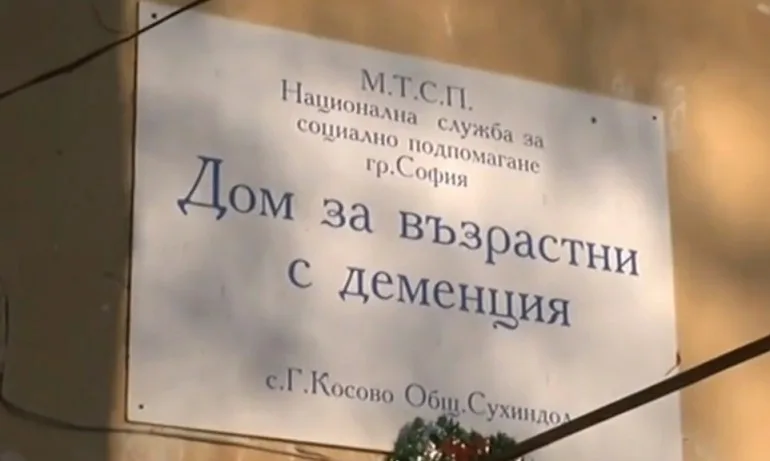 М.Т.С.П.
Национална служба за
социално подпомагане
гр.София
Дом за възрастни
с деменция
с.Г.Косово Общ.Сухиндол